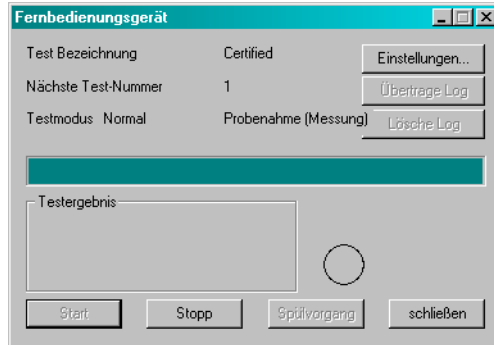 Fernbedienungsgerät
Test Bezeichnung Certified Einstellungen...
Nächste Test-Nummer 1 Übertrage Log
Testmodus Normal Probenahme (Messung) Lösche Log
Testergebnis
Start Stopp Spülvorgang schließen